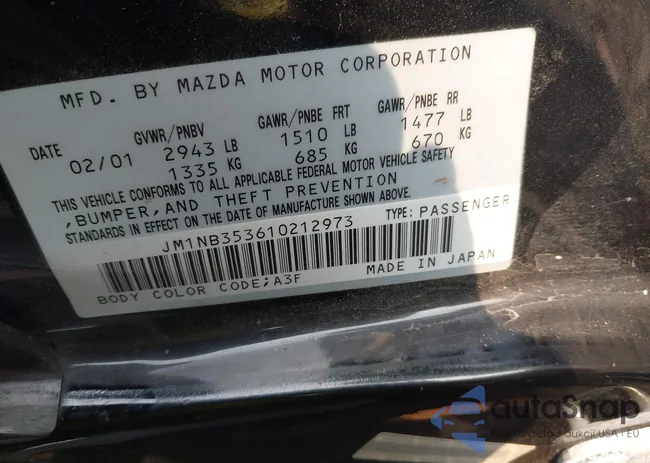 MFD. BY MAZDA MOTOR CORPORATION
DATE GVWR/PNBV GAWR/PNBE FRT GAWR/PNBE RR
02/01 2943 LB 1510 LB 1477 LB
1335 KG 685 KG 670 KG
THIS VEHICLE CONFORMS TO ALL APPLICABLE FEDERAL MOTOR VEHICLE SAFETY
,BUMPER,AND THEFT PREVENTION
STANDARDS IN EFFECT ON THE DATE OF MANUFACTURE SHOWN ABOVE.
JM1NB353610212973 TYPE: PASSENGER
BODY COLOR CODE;A3F MADE IN JAPAN
autoSnap
aukcji USA - EU